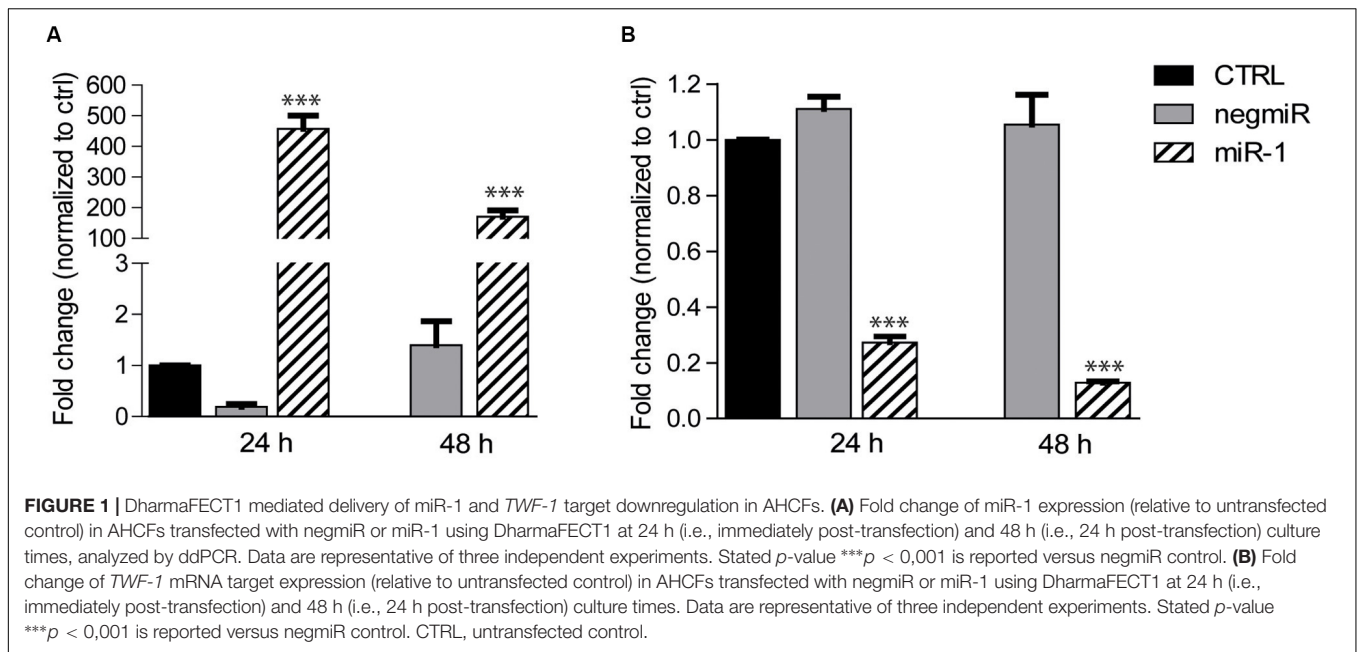 A
Fold change (normalized to ctrl)
600
500
400
300
200
100
3
2
1
0
***
***
24 h
48 h
B
Fold change (normalized to ctrl)
1.2
1.0
0.8
0.6
0.4
0.2
0.0
***
***
24 h
48 h
CTRL
negmiR
miR-1
FIGURE 1 | DharmaFECT1 mediated delivery of miR-1 and TWF-1 target downregulation in AHCFs. (A) Fold change of miR-1 expression (relative to untransfected
control) in AHCFs transfected with negmiR or miR-1 using DharmaFECT1 at 24 h (i.e., immediately post-transfection) and 48 h (i.e., 24 h post-transfection) culture
times, analyzed by ddPCR. Data are representative of three independent experiments. Stated p-value ***p < 0,001 is reported versus negmiR control. (B) Fold
change of TWF-1 mRNA target expression (relative to untransfected control) in AHCFs transfected with negmiR or miR-1 using DharmaFECT1 at 24 h (i.e.,
immediately post-transfection) and 48 h (i.e., 24 h post-transfection) culture times. Data are representative of three independent experiments. Stated p-value
***p < 0,001 is reported versus negmiR control. CTRL, untransfected control.